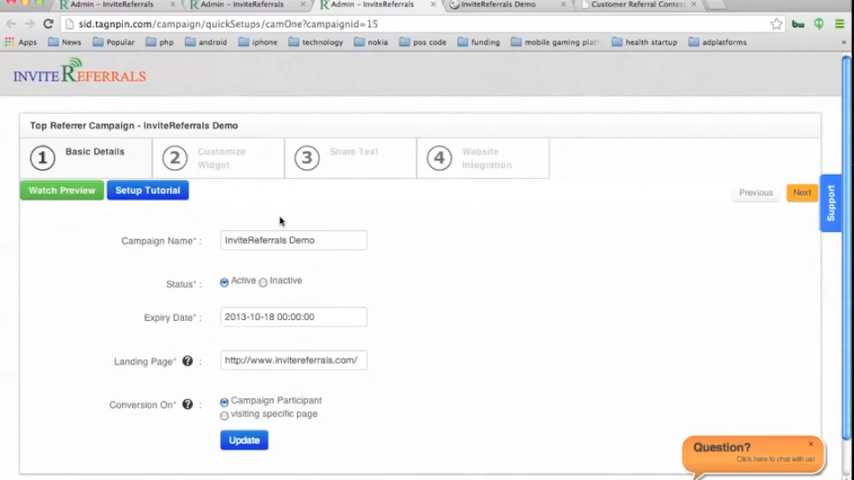 Admin - InviteReferrals
Admin - InviteReferrals
Admin - InviteReferrals
InviteReferrals Demo
Customer Referral Contest
sid.tagnpin.com/campaign/quickSetups/camOne?campaignid=15
Apps
News
Popular
php
android
iphone
technology
nokia
pos code
funding
mobile gaming plat
health startup
adplatforms
»
INVITEREFERRALS
Top Referrer Campaign - InviteReferrals Demo
1 Basic Details
2 Customize
Widget
3 Share Text
4 Website
Integration
Watch Preview
Setup Tutorial
Previous
Next
Support
Campaign Name* :
InviteReferrals Demo
Status* :
Active
Inactive
Expiry Date* :
2013-10-18 00:00:00
Landing Page* ? :
http://www.invitereferrals.com/
Conversion On* ? :
Campaign Participant
visiting specific page
Update
Question?
Click here to chat with us!